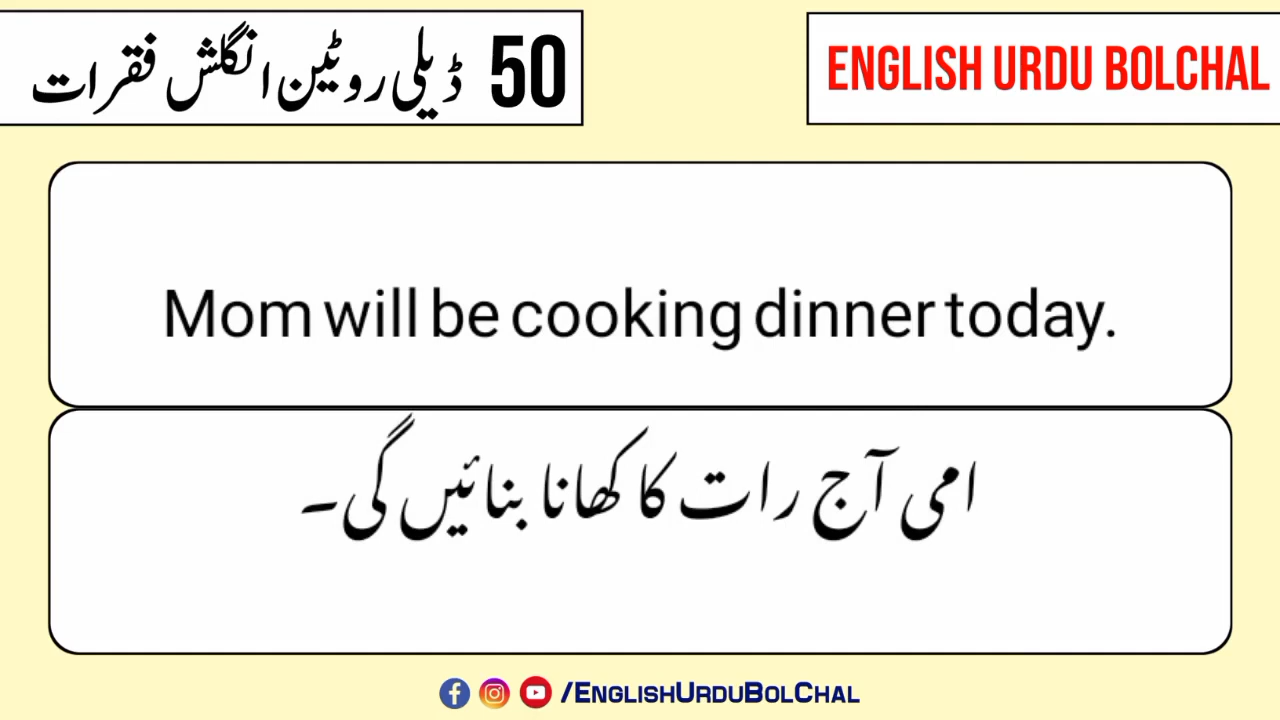 50 ڈیلی روٹین انگلش فقرات
ENGLISH URDU BOLCHAL
Mom will be cooking dinner today.
امی آج رات کا کھانا بنائیں گی۔
/ENGLISHURDUBOLCHAL